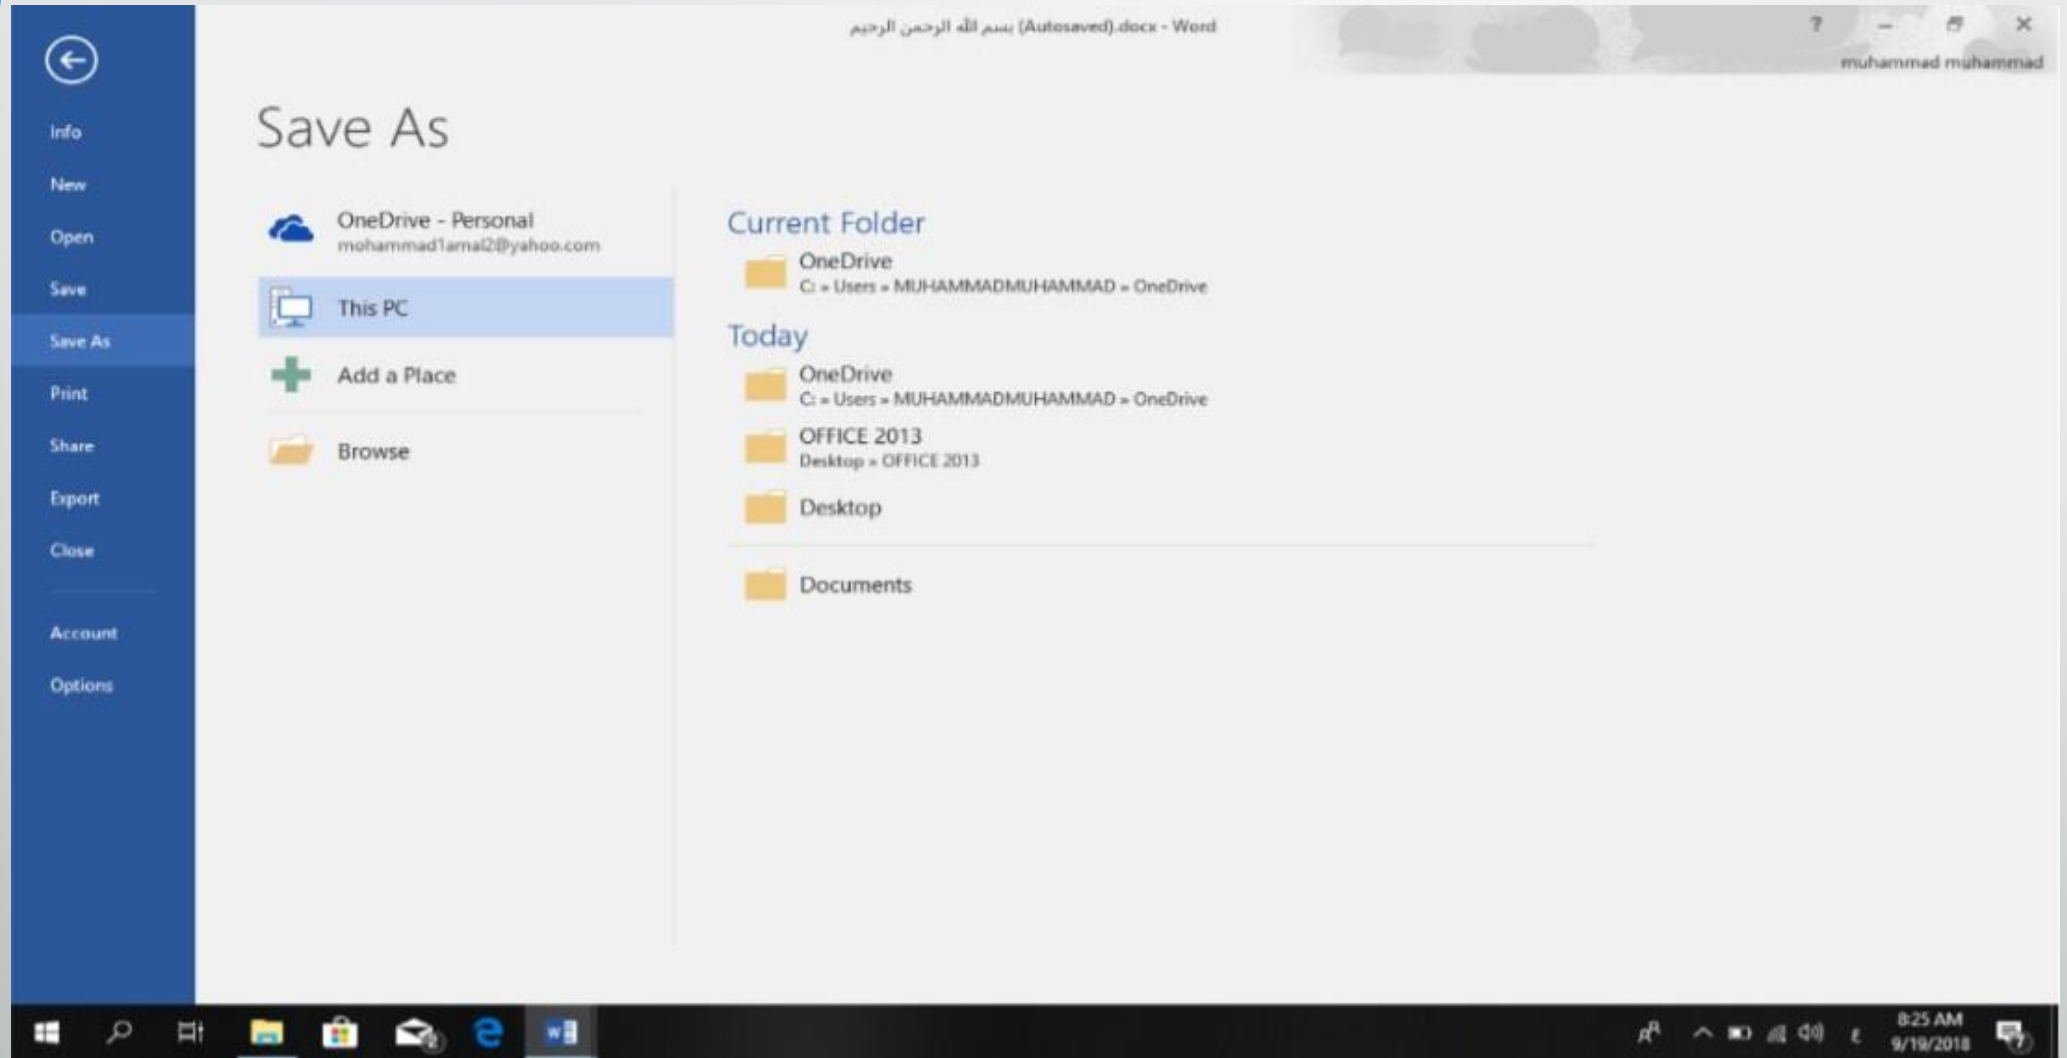 بسم الله الرحمن الرحيم (Autosaved).docx - Word
?
muhammad muhammad
Info
New
Open
Save
Save As
Print
Share
Export
Close
Account
Options
Save As
OneDrive - Personal
mohammad1amal2@yahoo.com
This PC
Add a Place
Browse
Current Folder
OneDrive
C: » Users » MUHAMMADMUHAMMAD » OneDrive
Today
OneDrive
C: » Users » MUHAMMADMUHAMMAD » OneDrive
OFFICE 2013
Desktop » OFFICE 2013
Desktop
Documents
2
W
ع
8:25 AM
9/19/2018
7